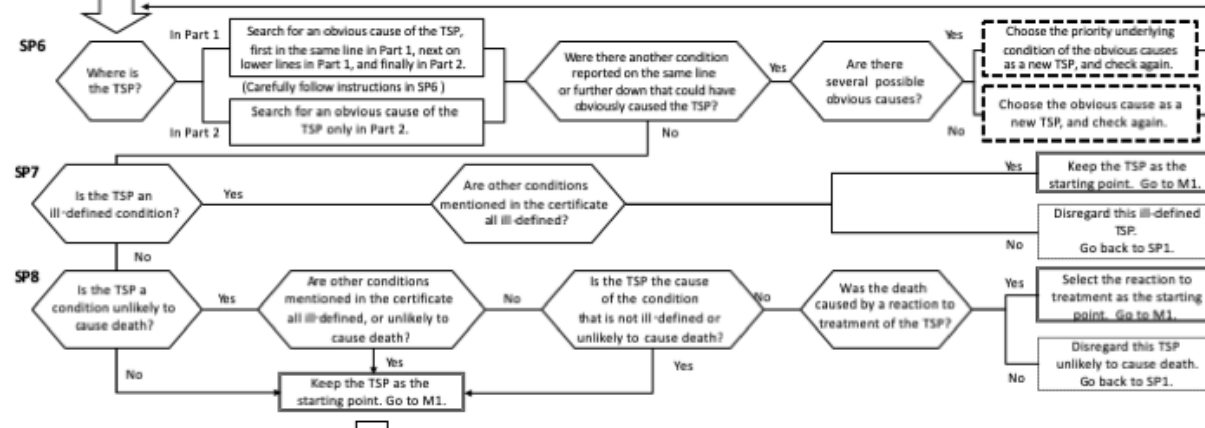 SP6
Where is
the TSP?
In Part 1
Search for an obvious cause of the TSP,
first in the same line in Part 1, next on
lower lines in Part 1, and finally in Part 2.
(Carefully follow instructions in SP6 )
In Part 2
Search for an obvious cause of the
TSP only in Part 2.
Were there another condition
reported on the same line
or further down that could have
obviously caused the TSP?
Yes
No
Are there
several possible
obvious causes?
Yes
Choose the priority underlying
condition of the obvious causes
as a new TSP, and check again.
No
Choose the obvious cause as a
new TSP, and check again.
SP7
Is the TSP an
ill-defined condition?
Yes
No
Are other conditions
mentioned in the certificate
all ill-defined?
Yes
Keep the TSP as the
starting point. Go to M1.
No
Disregard this ill-defined
TSP.
Go back to SP1.
SP8
Is the TSP a
condition unlikely to
cause death?
Yes
No
Are other conditions
mentioned in the certificate
all ill-defined, or unlikely to
cause death?
No
Yes
Keep the TSP as the
starting point. Go to M1.
Is the TSP the cause
of the condition
that is not ill-defined or
unlikely to cause death?
No
Yes
Was the death
caused by a reaction to
treatment of the TSP?
Yes
Select the reaction to
treatment as the starting
point. Go to M1.
No
Disregard this TSP
unlikely to cause death.
Go back to SP1.